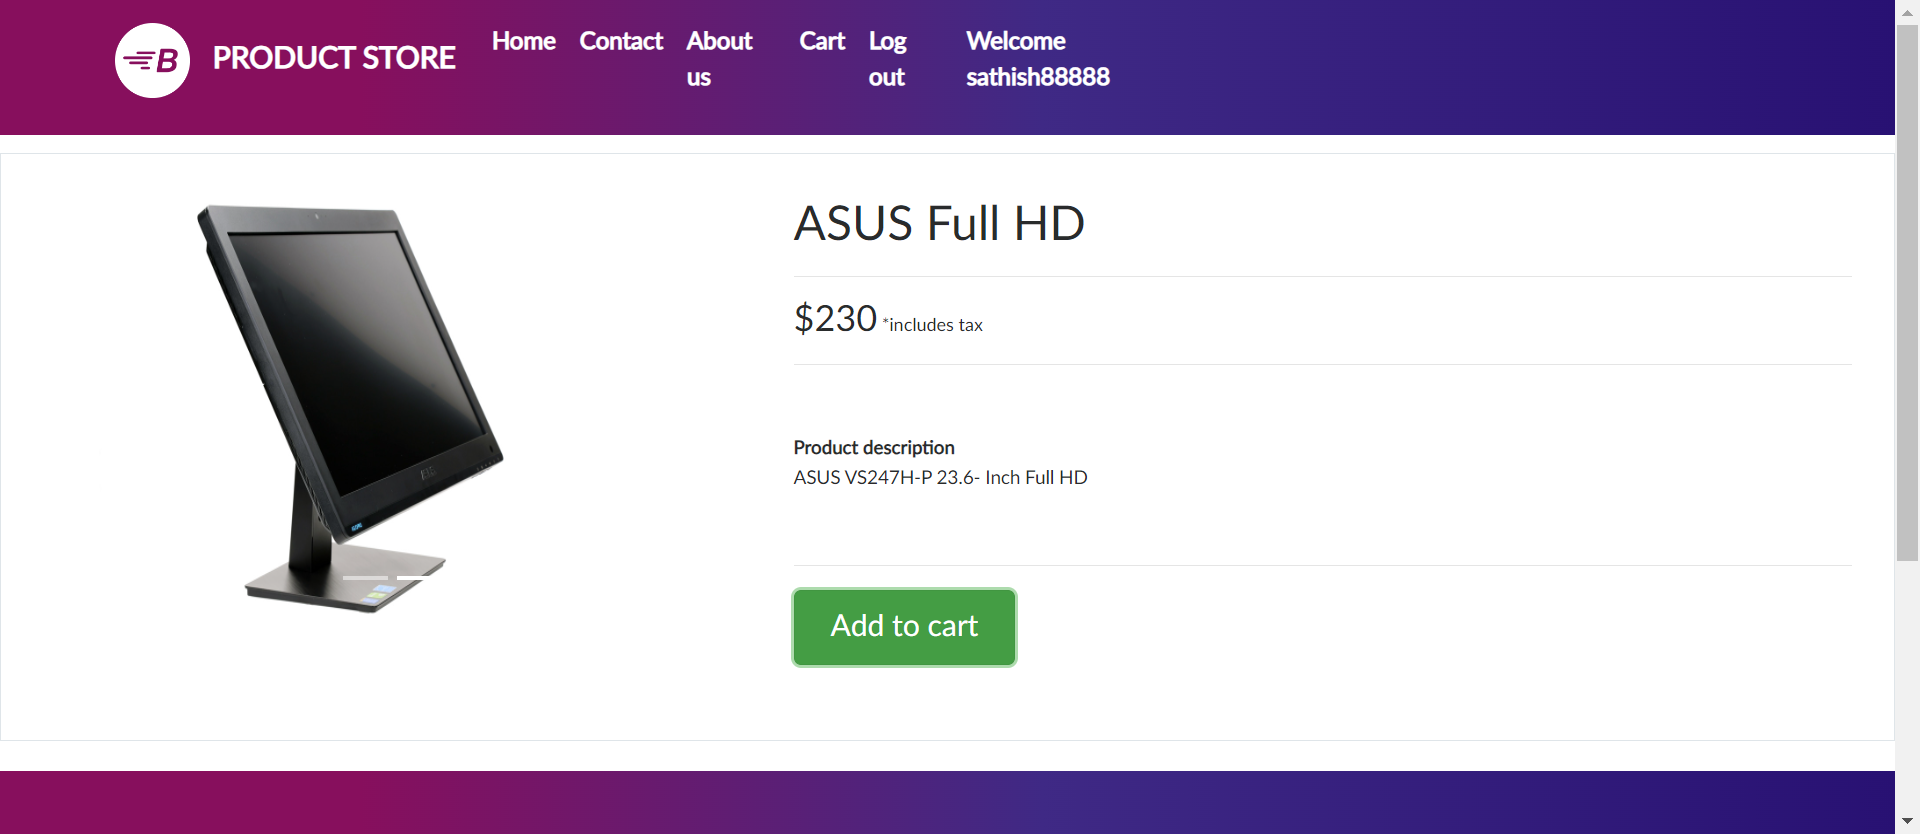 B PRODUCT STORE
Home Contact About us Cart Log out Welcome sathish88888
ASUS Full HD
$230 *includes tax
Product description
ASUS VS247H-P 23.6- Inch Full HD
Add to cart